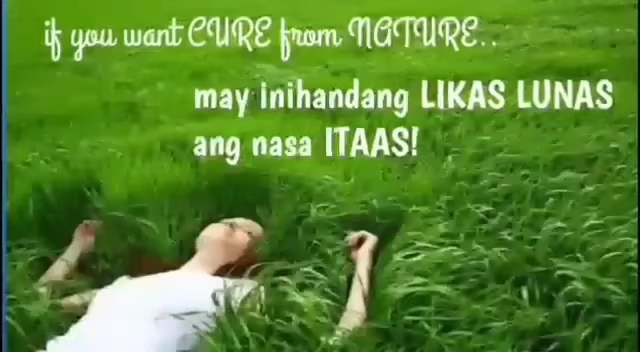 if you want CURE from NATURE..
may inihandang LIKAS LUNAS
ang nasa ITAAS!